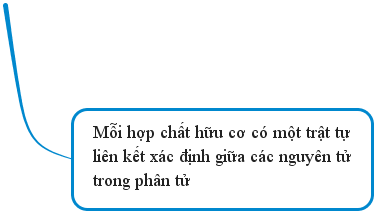 Mỗi hợp chất hữu cơ có một trật tự
liên kết xác định giữa các nguyên tử
trong phân tử